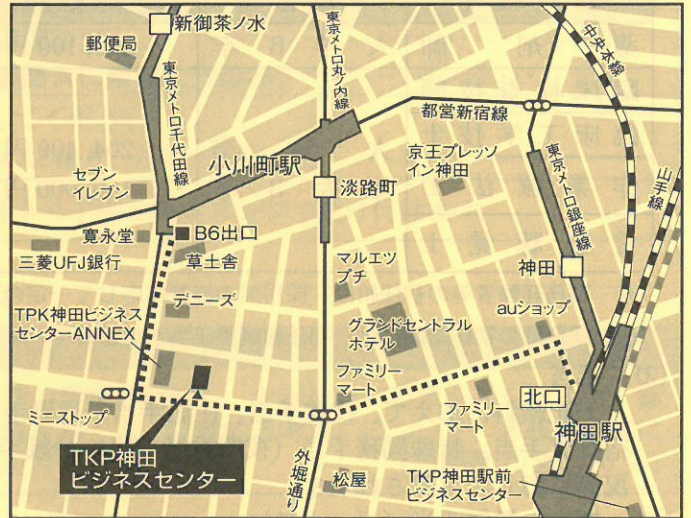 新御茶ノ水
郵便局
東京メトロ千代田線
東京メトロ丸ノ内線
中央本線
都営新宿線
小川町駅
京王プレッソ
イン神田
東京メトロ銀座線
山手線
セブン
イレブン
淡路町
寛永堂
B6出口
三菱UFJ銀行
草土舎
マルエツ
プチ
神田
デニーズ
TPK神田ビジネス
センターANNEX
auショップ
グランドセントラル
ホテル
ファミリー
マート
北口
ミニストップ
ファミリー
マート
神田駅
TKP神田
ビジネスセンター
外堀通り
松屋
TKP神田駅前
ビジネスセンター